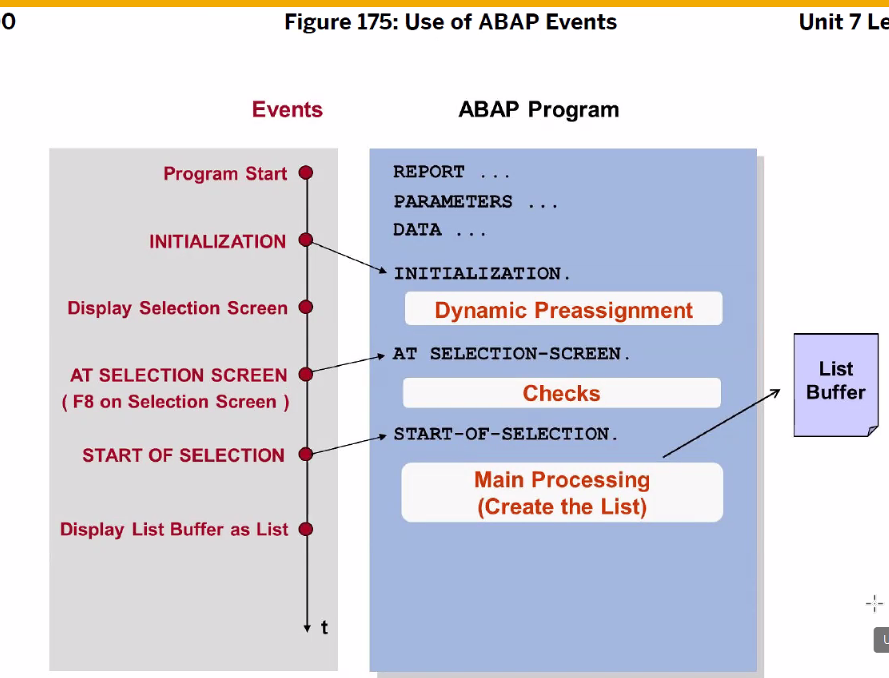 00
Figure 175: Use of ABAP Events
Unit 7 Le
Events
ABAP Program
Program Start
INITIALIZATION
Display Selection Screen
AT SELECTION SCREEN
( F8 on Selection Screen )
START OF SELECTION
Display List Buffer as List
t
REPORT ...
PARAMETERS ...
DATA ...
INITIALIZATION.
Dynamic Preassignment
AT SELECTION-SCREEN.
Checks
START-OF-SELECTION.
Main Processing
(Create the List)
List
Buffer